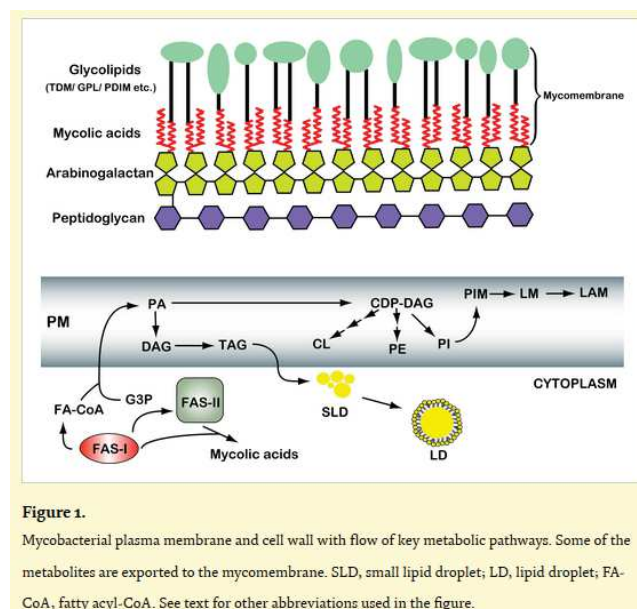 Glycolipids
(TDM/ GPL/ PDIM etc.)
Mycomembrane
Mycolic acids
Arabinogalactan
Peptidoglycan
PA
CDP-DAG
PIM
LM
LAM
PM
DAG
TAG
CL
PE
PI
CYTOPLASM
FA-CoA
G3P
FAS-II
SLD
FAS-I
Mycolic acids
LD
Figure 1.
Mycobacterial plasma membrane and cell wall with flow of key metabolic pathways. Some of the
metabolites are exported to the mycomembrane. SLD, small lipid droplet; LD, lipid droplet; FA-
CoA, fatty acyl-CoA. See text for other abbreviations used in the figure.